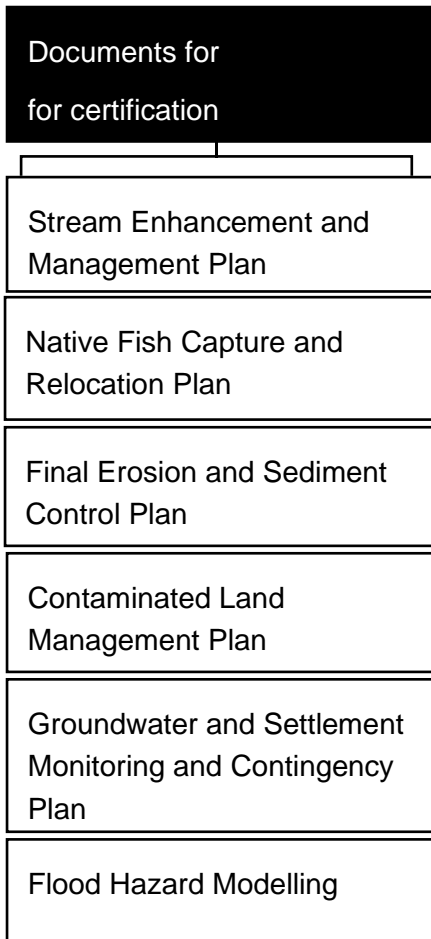 Documents for
for certification
Stream Enhancement and
Management Plan
Native Fish Capture and
Relocation Plan
Final Erosion and Sediment
Control Plan
Contaminated Land
Management Plan
Groundwater and Settlement
Monitoring and Contingency
Plan
Flood Hazard Modelling